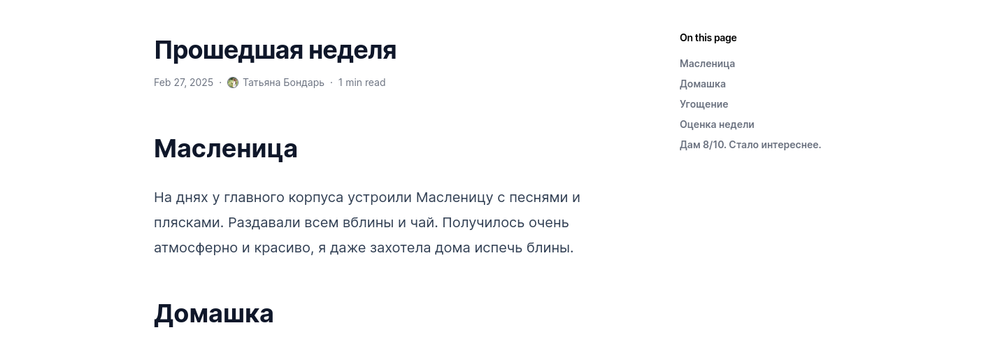 Прошедшая неделя
Feb 27, 2025 · Татьяна Бондарь · 1 min read
Масленица
На днях у главного корпуса устроили Масленицу с песнями и
плясками. Раздавали всем вблины и чай. Получилось очень
атмосферно и красиво, я даже захотела дома испечь блины.
Домашка
On this page
Масленица
Домашка
Угощение
Оценка недели
Дам 8/10. Стало интереснее.